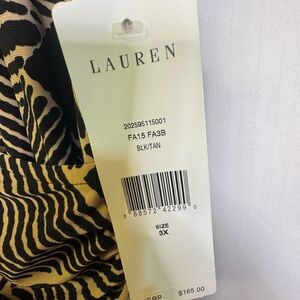 LAUREN
202595115001
FA15 FA3B
BLK/TAN
8 88572 42299 0
SIZE
3X
$165.00